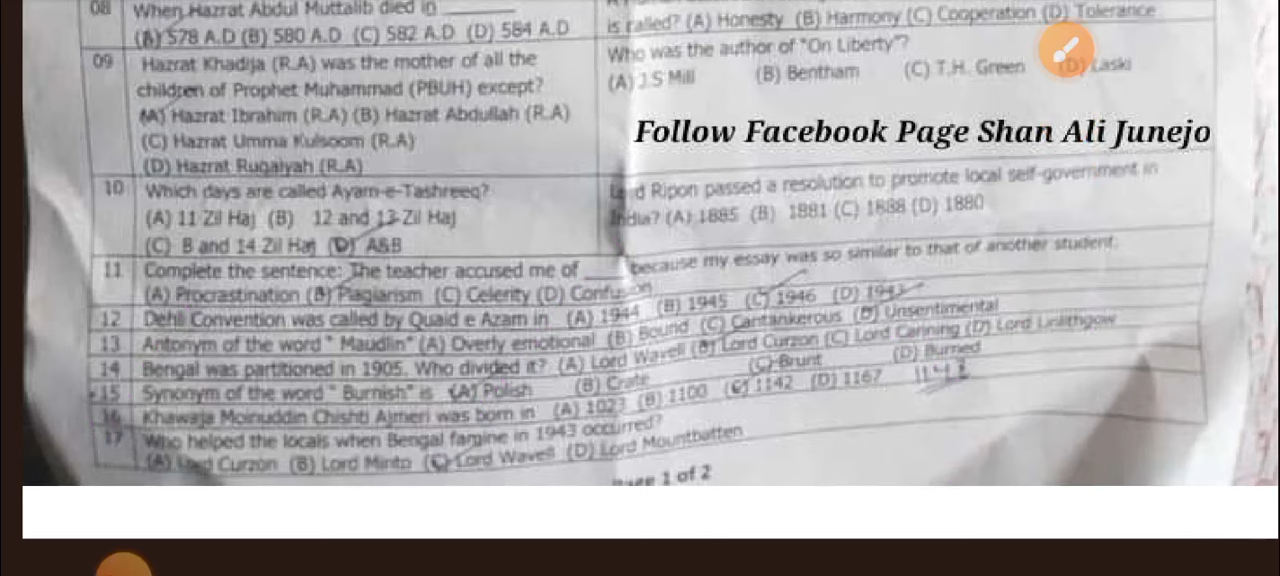 08 When Hazrat Abdul Muttalib died in ______
(A) 578 A.D (B) 580 A.D (C) 582 A.D (D) 584 A.D
09 Hazrat Khadija (R.A) was the mother of all the
children of Prophet Muhammad (PBUH) except?
(A) Hazrat Ibrahim (R.A) (B) Hazrat Abdullah (R.A)
(C) Hazrat Umma Kulsoom (R.A)
(D) Hazrat Ruqaiyah (R.A)
10 Which days are called Ayam-e-Tashreeq?
(A) 11 Zil Haj (B) 12 and 13 Zil Haj
(C) B and 14 Zil Haj (D) A&B
is called? (A) Honesty (B) Harmony (C) Cooperation (D) Tolerance
Who was the author of "On Liberty"?
(A) J.S Mill (B) Bentham (C) T.H. Green (D) Laski
Follow Facebook Page Shan Ali Junejo
Ripon passed a resolution to promote local self-government in
India? (A) 1885 (B) 1881 (C) 1888 (D) 1880
11 Complete the sentence: The teacher accused me of ____ because my essay was so similar to that of another student.
(A) Procrastination (B) Plagiarism (C) Celerity (D) Confusion
12 Dehli Convention was called by Quaid e Azam in (A) 1944 (B) 1945 (C) 1946 (D) 1943
13 Antonym of the word " Maudlin" (A) Overly emotional (B) Bound (C) Cantankerous (D) Unsentimental
14 Bengal was partitioned in 1905. Who divided it? (A) Lord Wavell (B) Lord Curzon (C) Lord Canning (D) Lord Linlithgow
15 Synonym of the word " Burnish" is (A) Polish (B) Crate (C) Brunt (D) Burned
16 Khawaja Moinuddin Chishti Ajmeri was born in (A) 1023 (B) 1100 (C) 1142 (D) 1167
17 Who helped the locals when Bengal famine in 1943 occurred?
(A) Lord Curzon (B) Lord Minto (C) Lord Wavell (D) Lord Mountbatten
Page 1 of 2